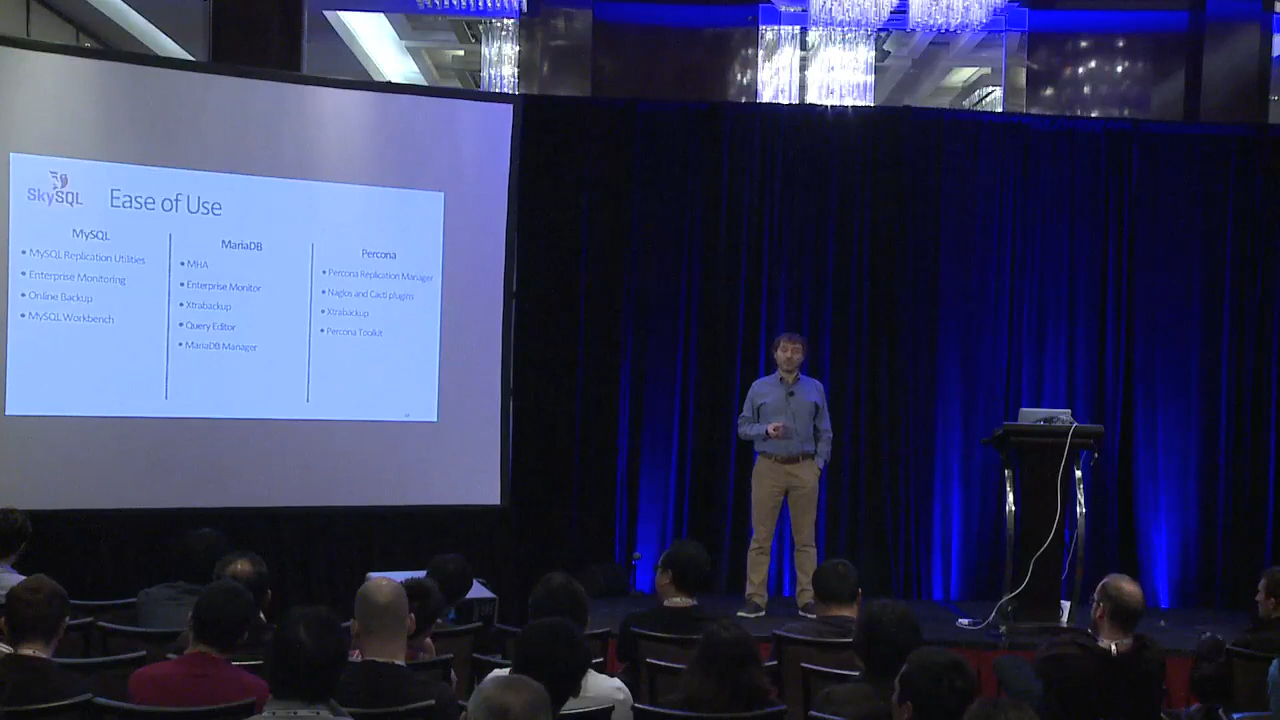 SkySQL
Ease of Use
MySQL
• MySQL Replication Utilities
• Enterprise Monitoring
• Online Backup
• MySQL Workbench
MariaDB
• MHA
• Enterprise Monitor
• Xtrabackup
• Query Editor
• MariaDB Manager
Percona
• Percona Replication Manager
• Nagios and Cacti plugins
• Xtrabackup
• Percona Toolkit